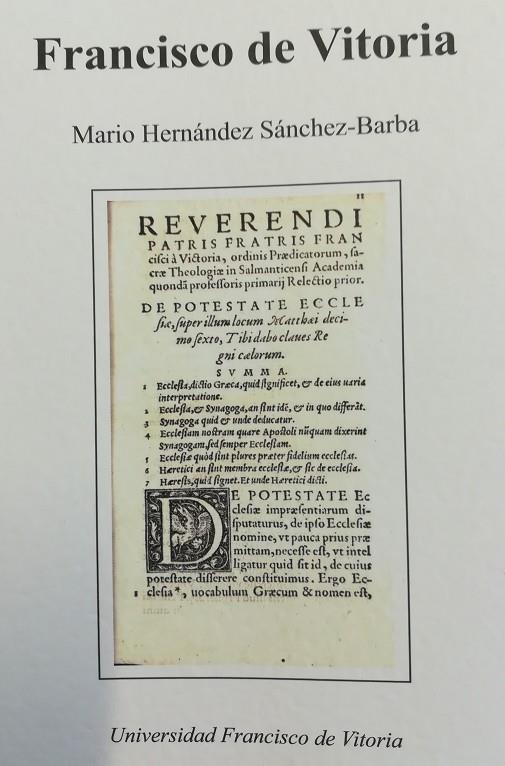 Francisco de Vitoria
Mario Hernández Sánchez-Barba
11
REVERENDI
PATRIS FRATRIS FRAN
cisci à Victoria, ordinis Prædicatorum, sa-
cræ Theologiæ in Salmanticensi Academia
quondā professoris primarij Relectio prior.
DE POTESTATE ECCLE
siæ, super illum locum Matthæi deci-
mo sexto, Tibi dabo claues Re
gni cælorum.
SVMMA.
1 Ecclesia, dictio Græca, quid significet, & de eius uaria
interpretatione.
2 Ecclesia, & Synagoga, an sint idē, & in quo differāt.
3 Synagoga quid & unde deducatur.
4 Ecclesiam nostram quare Apostoli nūquam dixerint
Synagogam, sed semper Ecclesiam.
5 Ecclesiæ quòd sint plures præter fidelium ecclesias.
6 Hæretici an sint membra ecclesiæ, & sic de ecclesia.
7 Hæresis, quid signet. Et unde Hæretici dicti.
DE POTESTATE Ec
clesiæ impræsentiarum di-
sputaturus, de ipso Ecclesiæ
nomine, vt pauca prius præ
mittam, necesse est, vt intel
ligatur quid sit id, de cuius
potestate disserere constituimus. Ergo Ec-
1 clesia*, uocabulum Græcum & nomen est,
Universidad Francisco de Vitoria